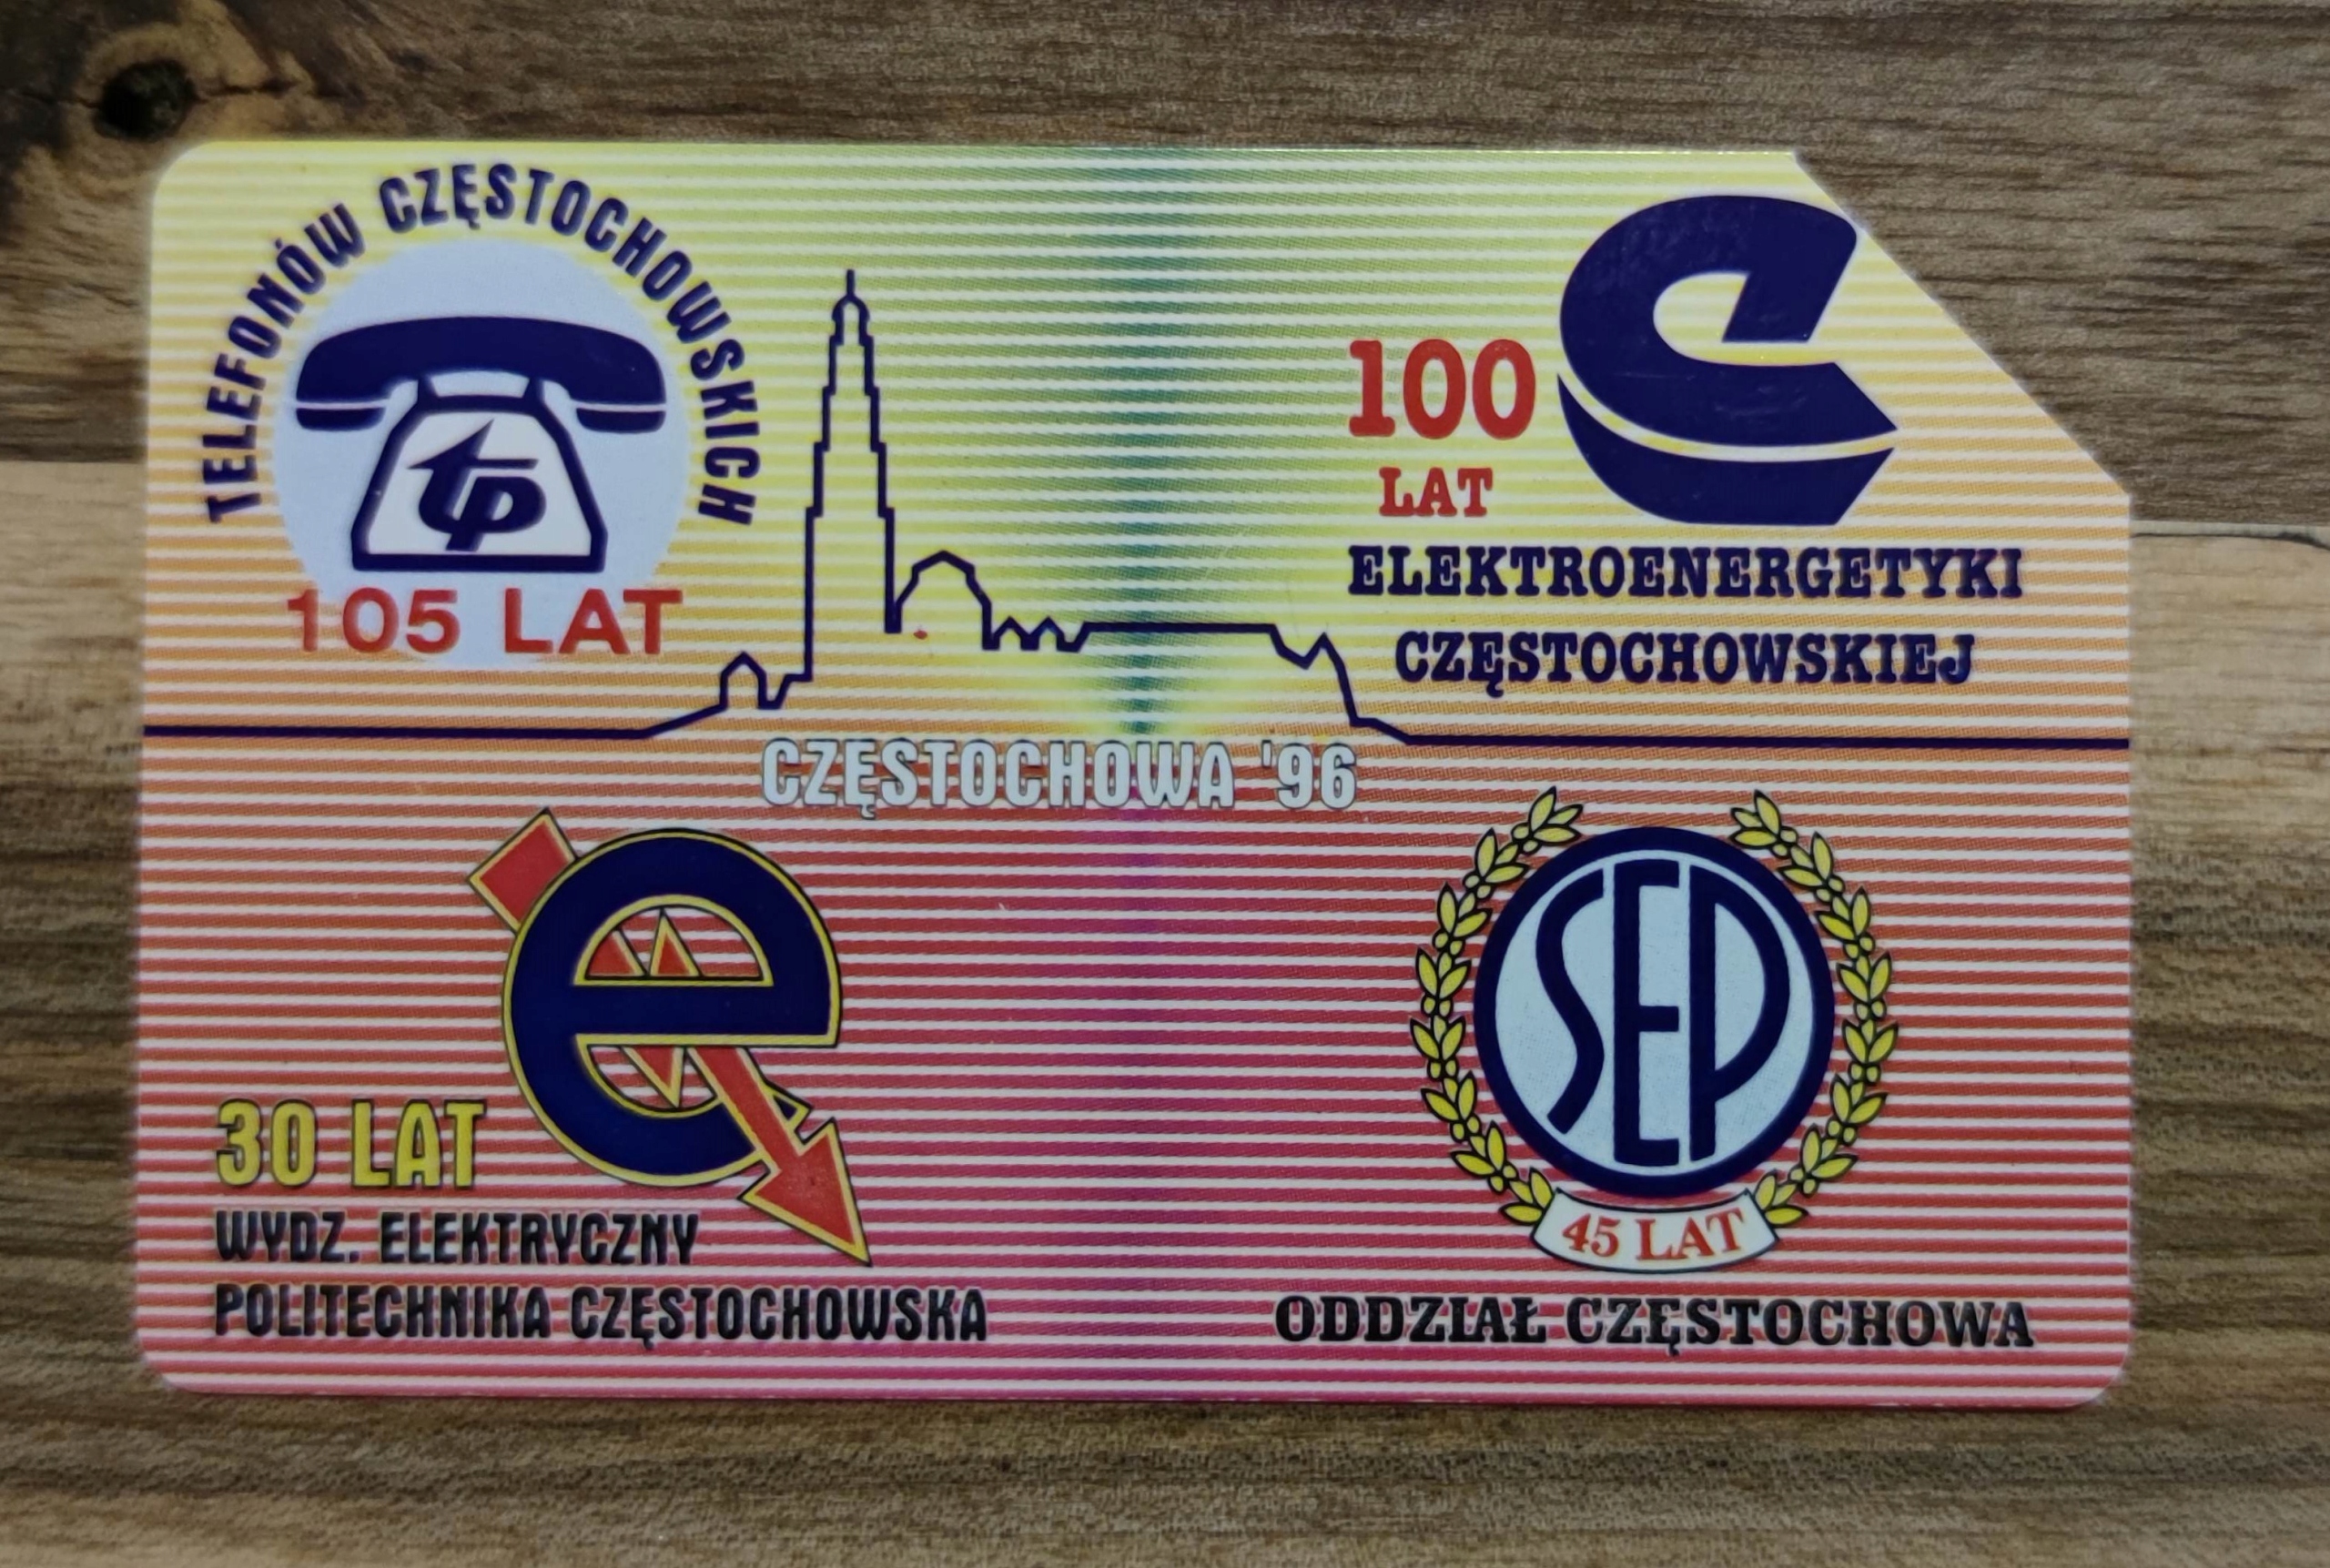 TELEFONÓW CZĘSTOCHOWSKICH
tp
105 LAT
100
LAT
ELEKTROENERGETYKI
CZĘSTOCHOWSKIEJ
CZĘSTOCHOWA '96
e
30 LAT
WYDZ. ELEKTRYCZNY
POLITECHNIKA CZĘSTOCHOWSKA
SEP
45 LAT
ODDZIAŁ CZĘSTOCHOWA